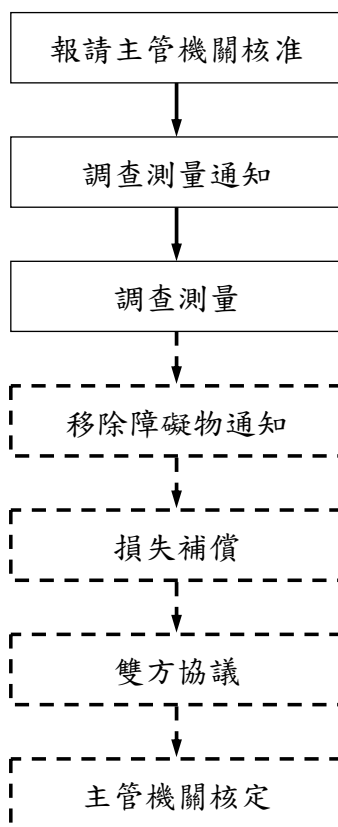 報請主管機關核准
調查測量通知
調查測量
移除障礙物通知
損失補償
雙方協議
主管機關核定